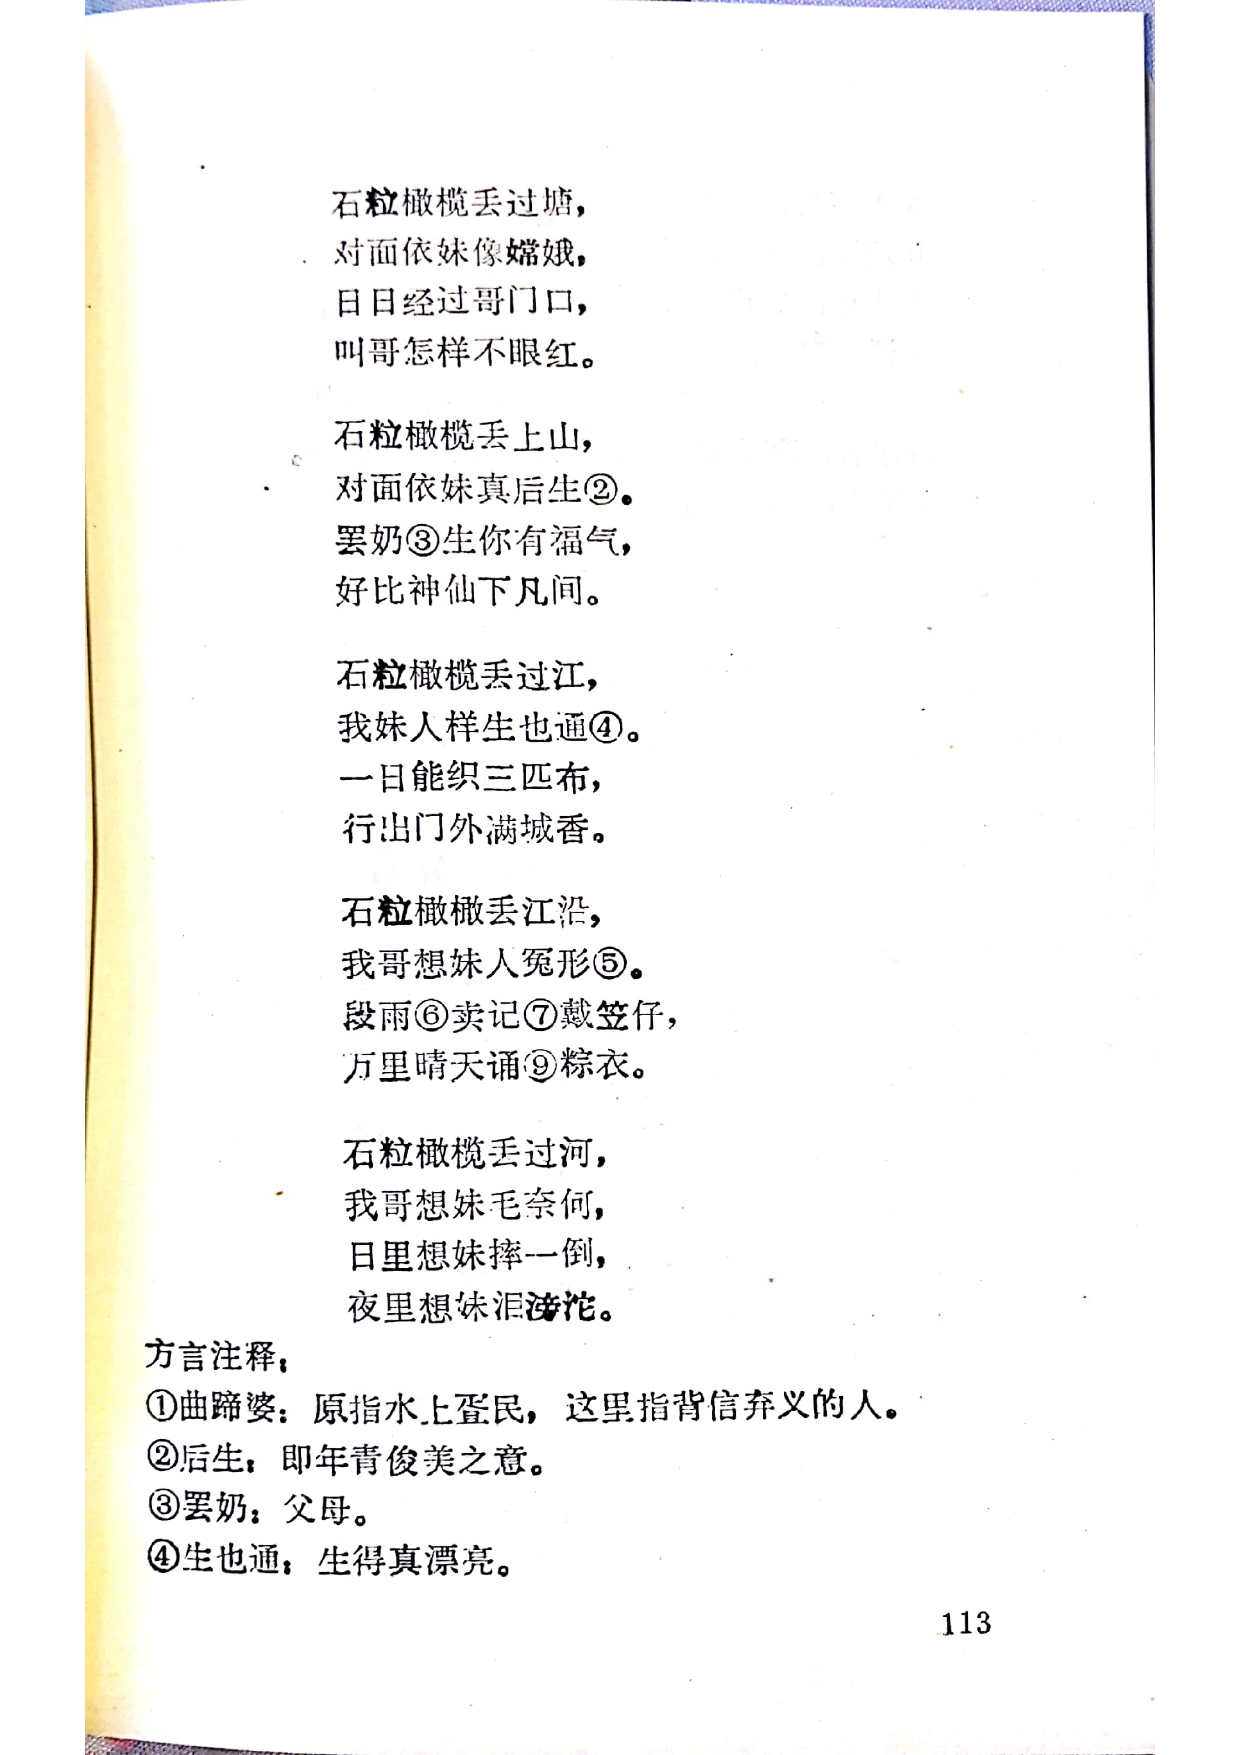 石粒橄榄丢过塘，
对面依妹像嫦娥，
日日经过哥门口，
叫哥怎样不眼红。
石粒橄榄丢上山，
对面依妹真后生②。
罢奶③生你有福气，
好比神仙下凡间。
石粒橄榄丢过江，
我妹人样生也通④。
一日能织三匹布，
行出门外满城香。
石粒橄橄丢江沿，
我哥想妹人冤形⑤。
段雨⑥卖记⑦戴笠仔，
万里晴天诵⑨粽衣。
石粒橄榄丢过河，
我哥想妹毛奈何，
日里想妹摔一倒，
夜里想妹泪滂沱。
方言注释：
①曲蹄婆：原指水上疍民，这里指背信弃义的人。
②后生：即年青俊美之意。
③罢奶：父母。
④生也通：生得真漂亮。
113